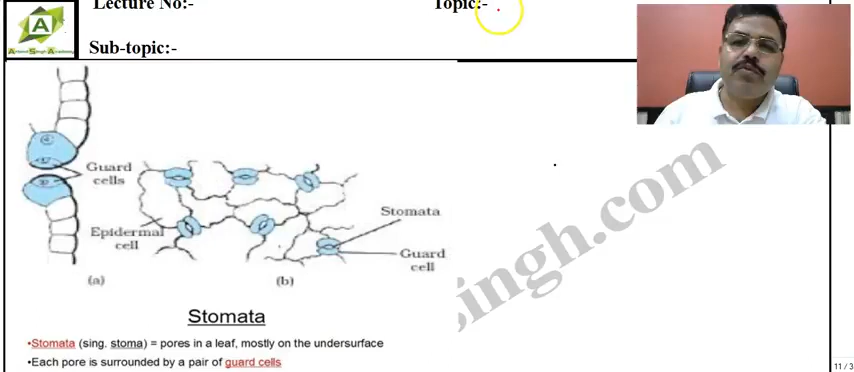 Lecture No:-
Topic:-
A
Sub-topic:-
Guard
cells
Epidermal
cell
Stomata
Guard
cell
(a)
(b)
singh.com
Stomata
•Stomata (sing. stoma) = pores in a leaf, mostly on the undersurface
•Each pore is surrounded by a pair of guard cells
11 / 3